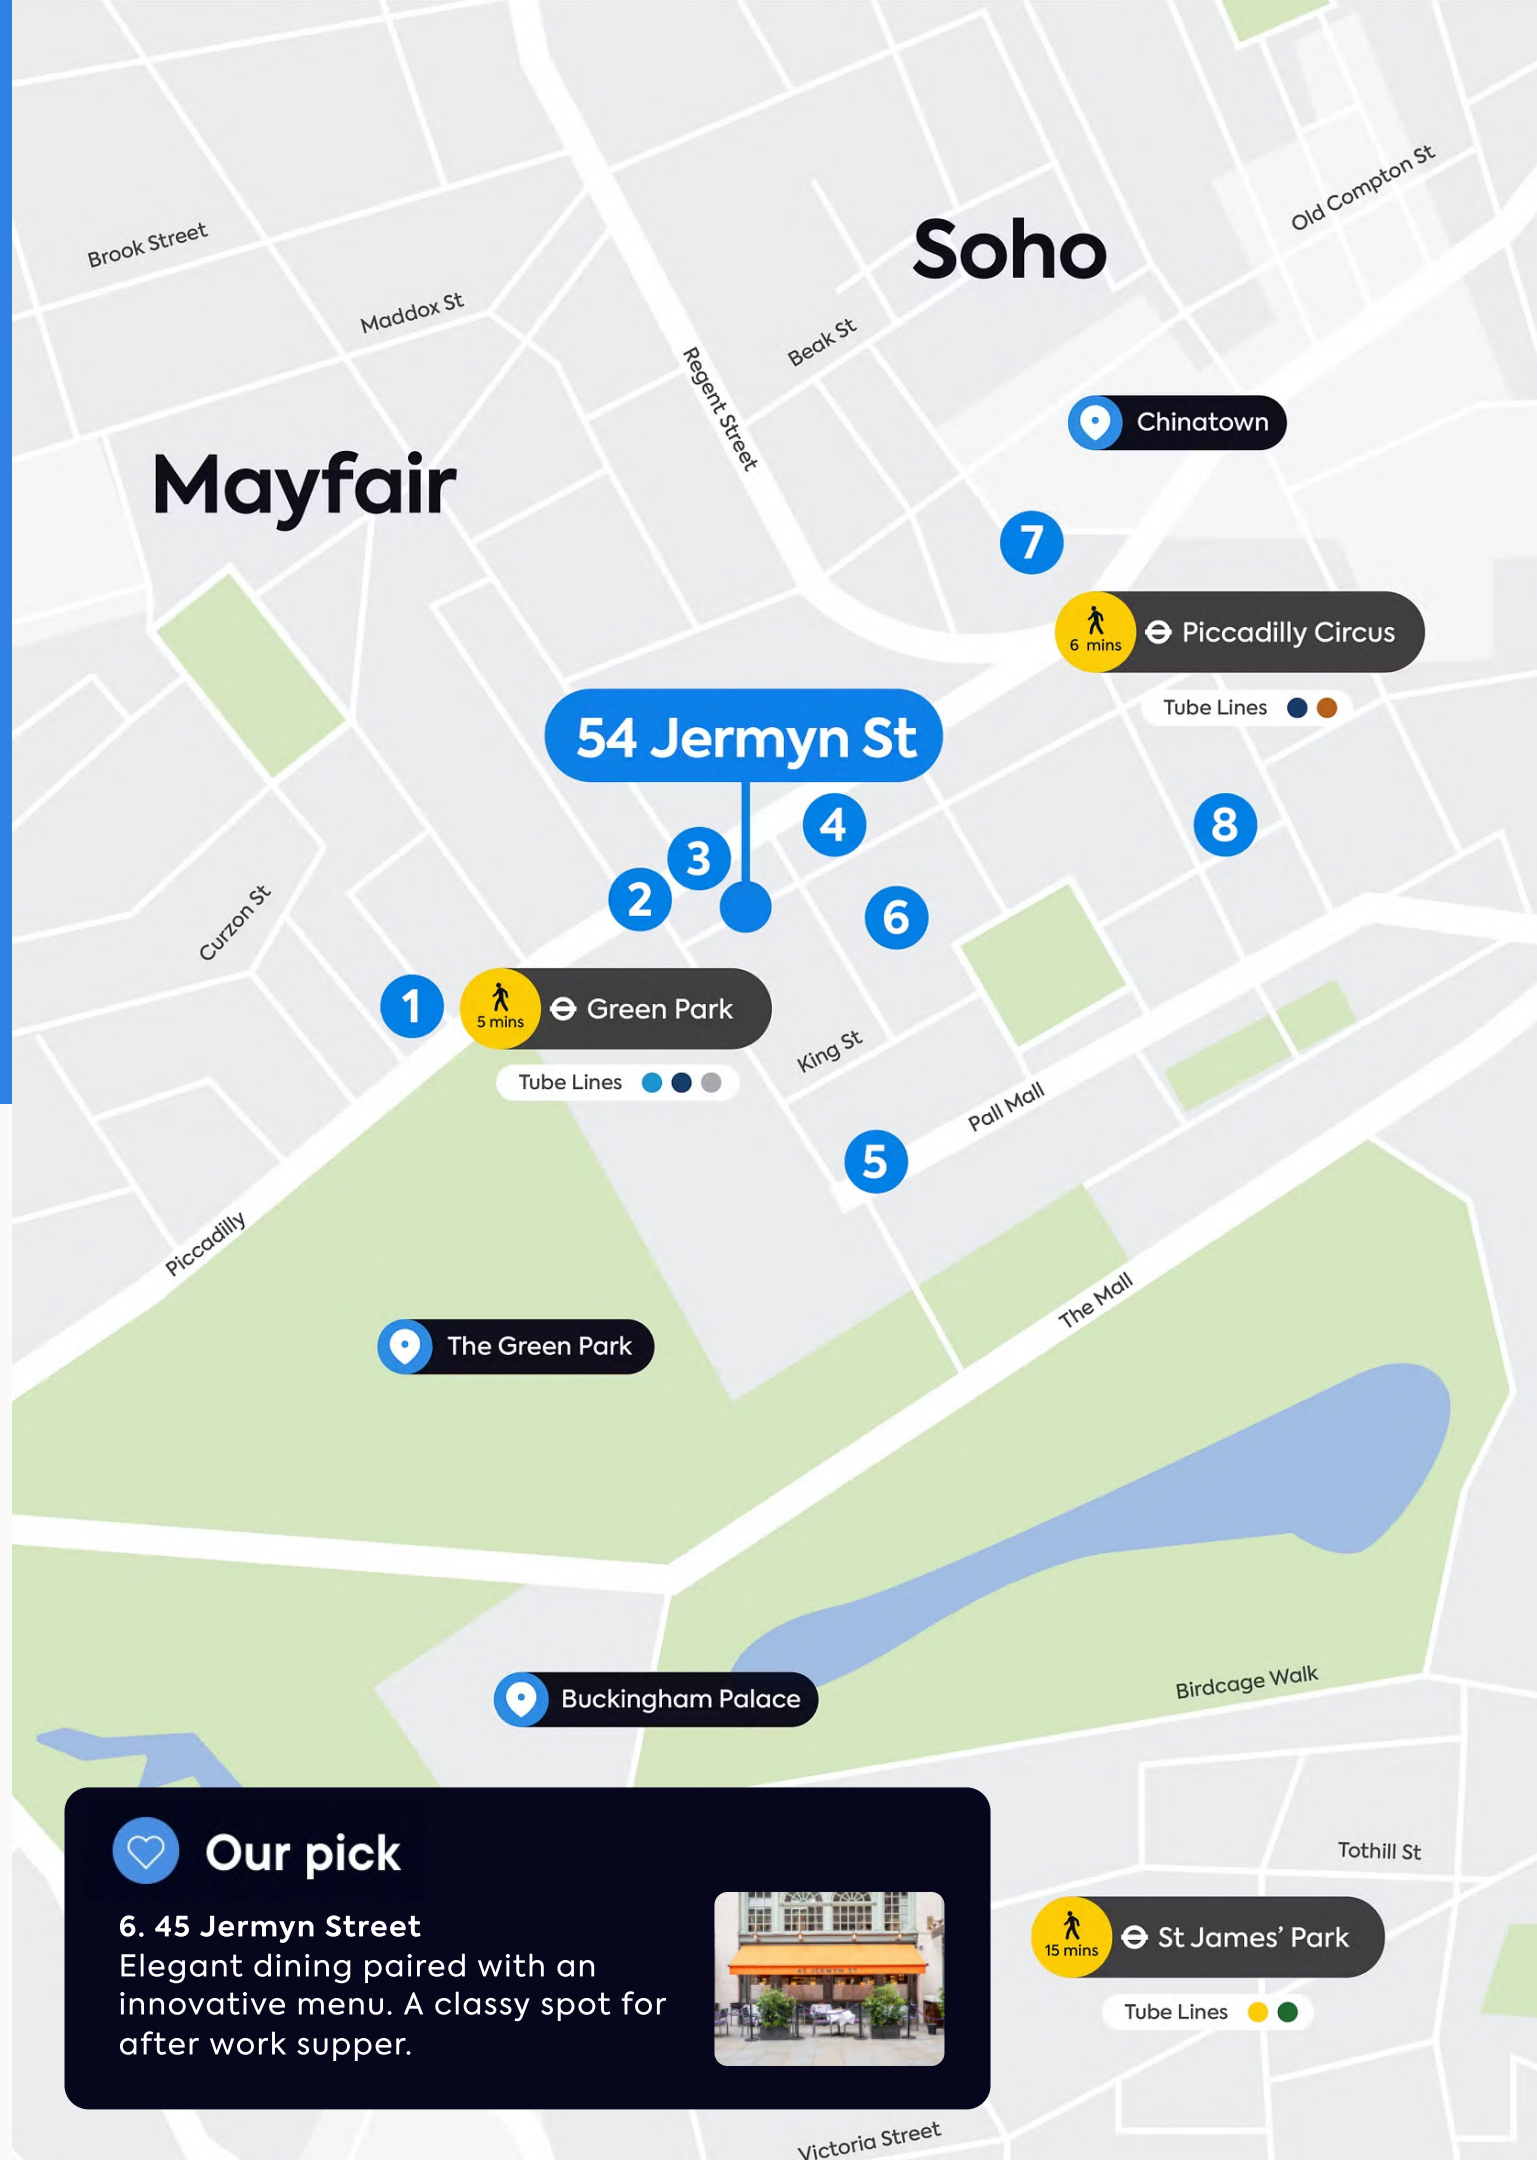 Old Compton St
Soho
Brook Street
Maddox St
Beak St
Regent Street
Chinatown
Mayfair
7
6 mins
Piccadilly Circus
Tube Lines
54 Jermyn St
4
8
3
2
6
Curzon St
1
5 mins
Green Park
King St
Tube Lines
Pall Mall
5
Piccadilly
The Mall
The Green Park
Birdcage Walk
Buckingham Palace
Our pick
6. 45 Jermyn Street
Elegant dining paired with an
innovative menu. A classy spot for
after work supper.
45 JERMYN ST
Tothill St
15 mins
St James’ Park
Tube Lines
Victoria Street